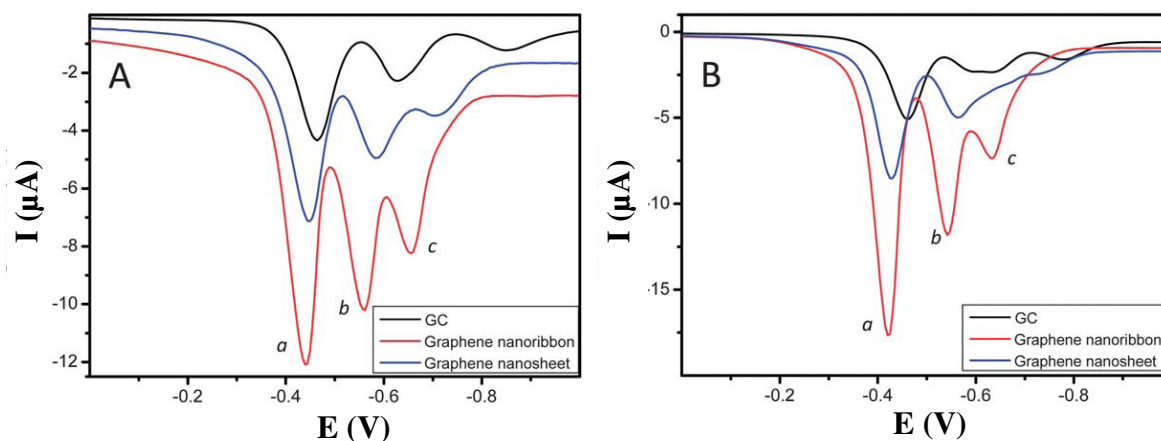 A
I (µA)
-2
-4
-6
-8
-10
-12
a
b
c
GC
Graphene nanoribbon
Graphene nanosheet
-0.2
-0.4
-0.6
-0.8
E (V)
B
I (µA)
0
-5
-10
-15
a
b
c
GC
Graphene nanoribbon
Graphene nanosheet
-0.2
-0.4
-0.6
-0.8
E (V)